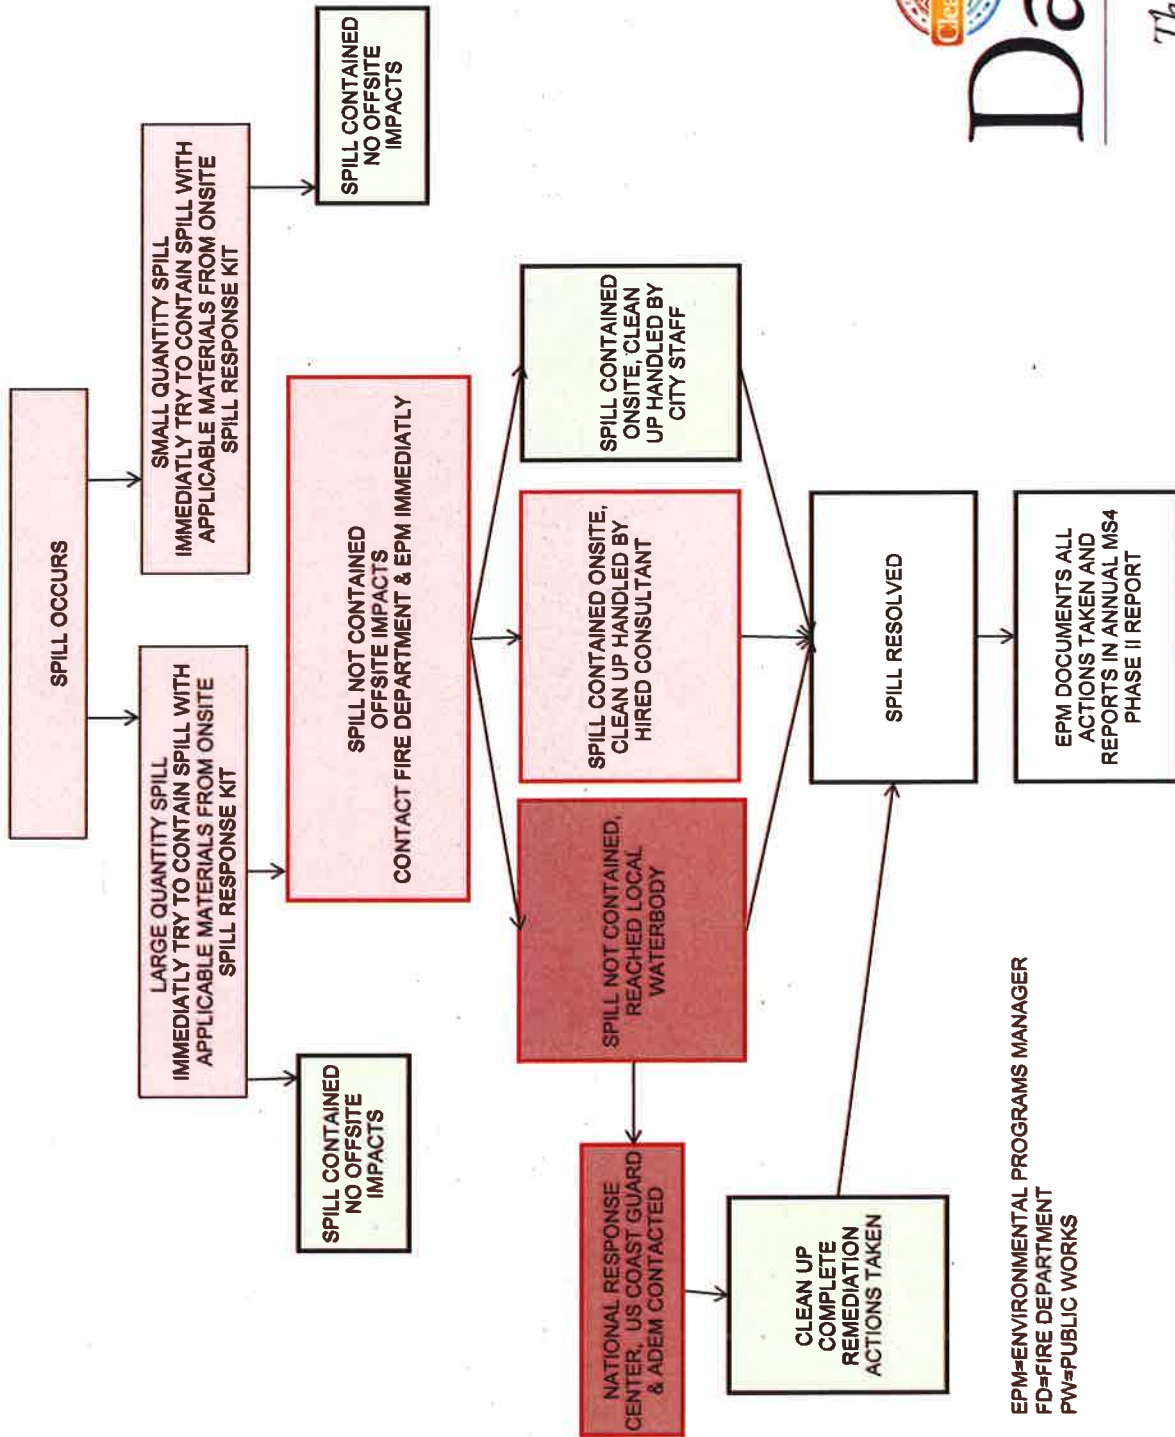 SPILL OCCURS
LARGE QUANTITY SPILL
IMMEDIATLY TRY TO CONTAIN SPILL WITH
APPLICABLE MATERIALS FROM ONSITE
SPILL RESPONSE KIT
SMALL QUANTITY SPILL
IMMEDIATLY TRY TO CONTAIN SPILL WITH
APPLICABLE MATERIALS FROM ONSITE
SPILL RESPONSE KIT
SPILL CONTAINED
NO OFFSITE
IMPACTS
SPILL NOT CONTAINED
OFFSITE IMPACTS
CONTACT FIRE DEPARTMENT & EPM IMMEDIATLY
SPILL CONTAINED
NO OFFSITE
IMPACTS
SPILL NOT CONTAINED,
REACHED LOCAL
WATERBODY
SPILL CONTAINED ONSITE,
CLEAN UP HANDLED BY
HIRED CONSULTANT
SPILL CONTAINED
ONSITE, CLEAN
UP HANDLED BY
CITY STAFF
NATIONAL RESPONSE
CENTER, US COAST GUARD
& ADEM CONTACTED
CLEAN UP
COMPLETE
REMEDIATION
ACTIONS TAKEN
SPILL RESOLVED
EPM DOCUMENTS ALL
ACTIONS TAKEN AND
REPORTS IN ANNUAL MS4
PHASE II REPORT
EPM=ENVIRONMENTAL PROGRAMS MANAGER
FD=FIRE DEPARTMENT
PW=PUBLIC WORKS
Clea
Da
Th